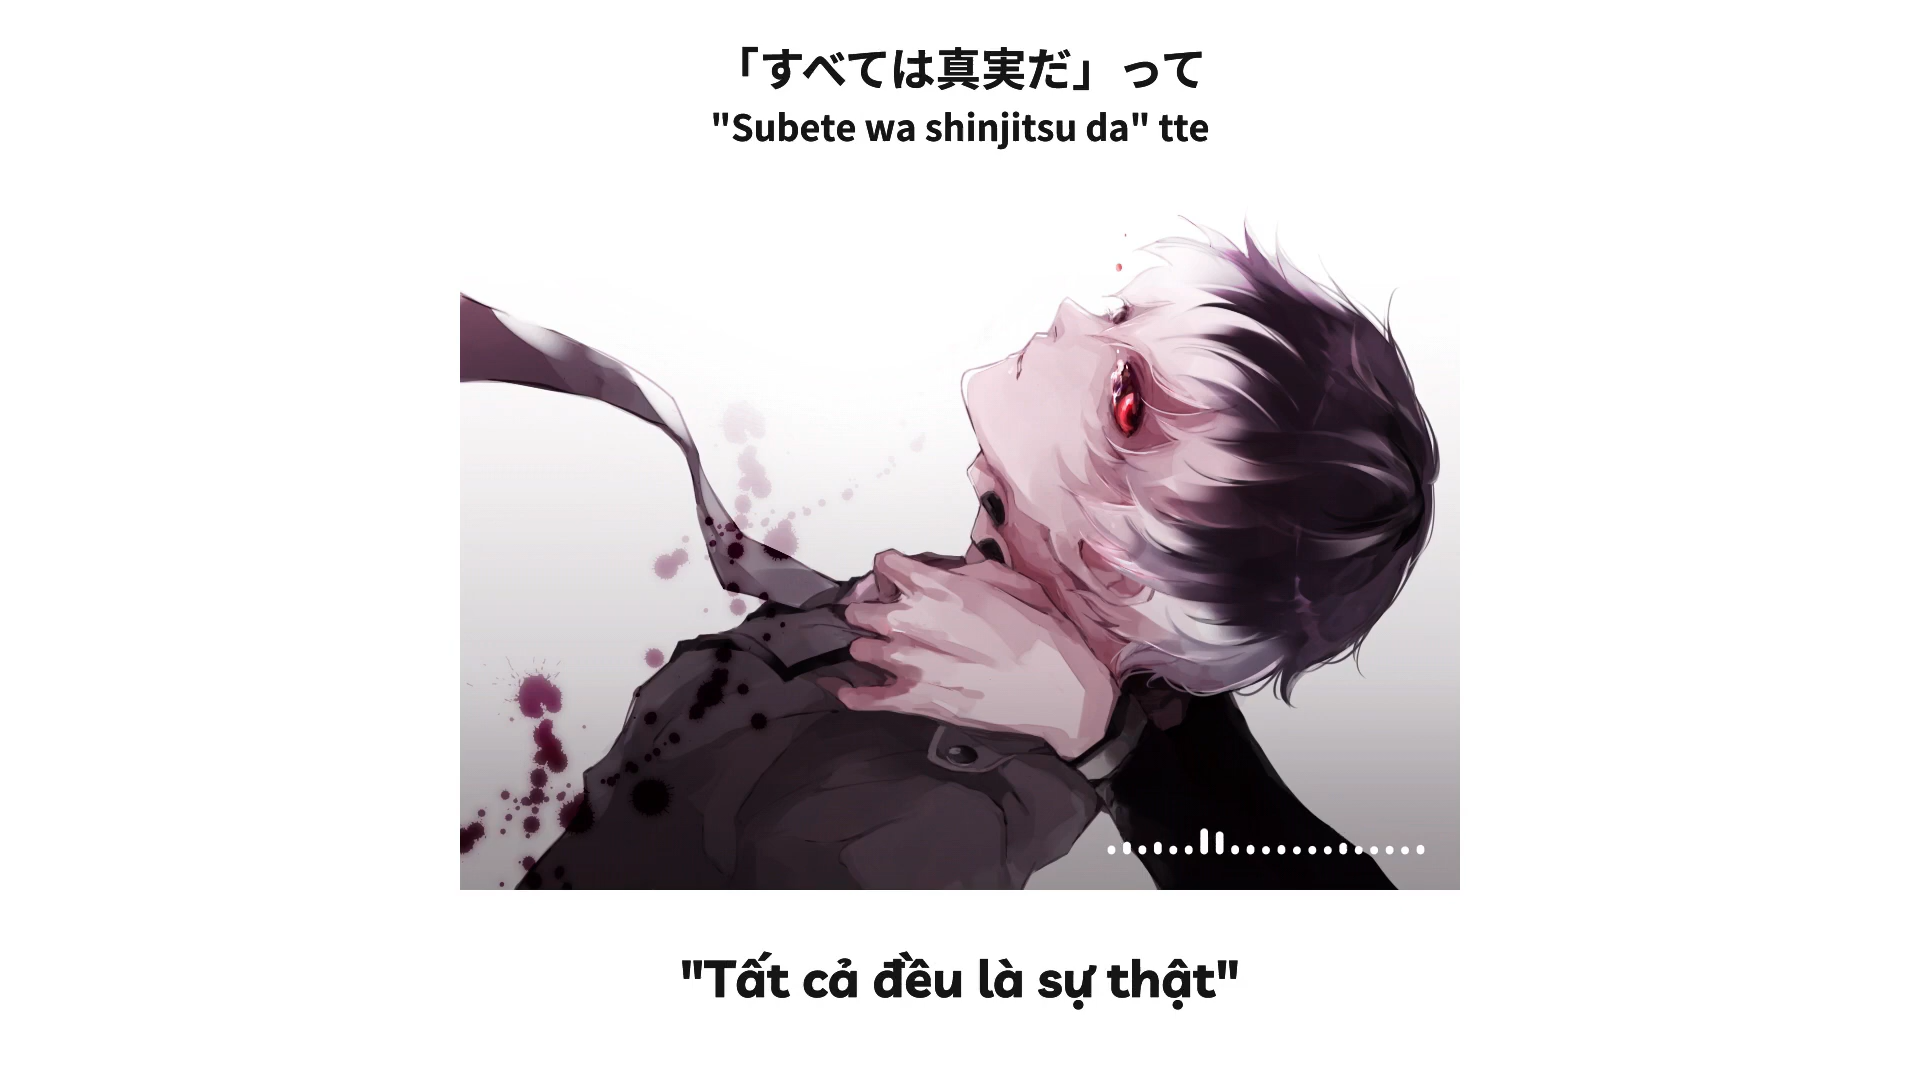 「すべては真実だ」 って
"Subete wa shinjitsu da" tte
"Tất cả đều là sự thật"